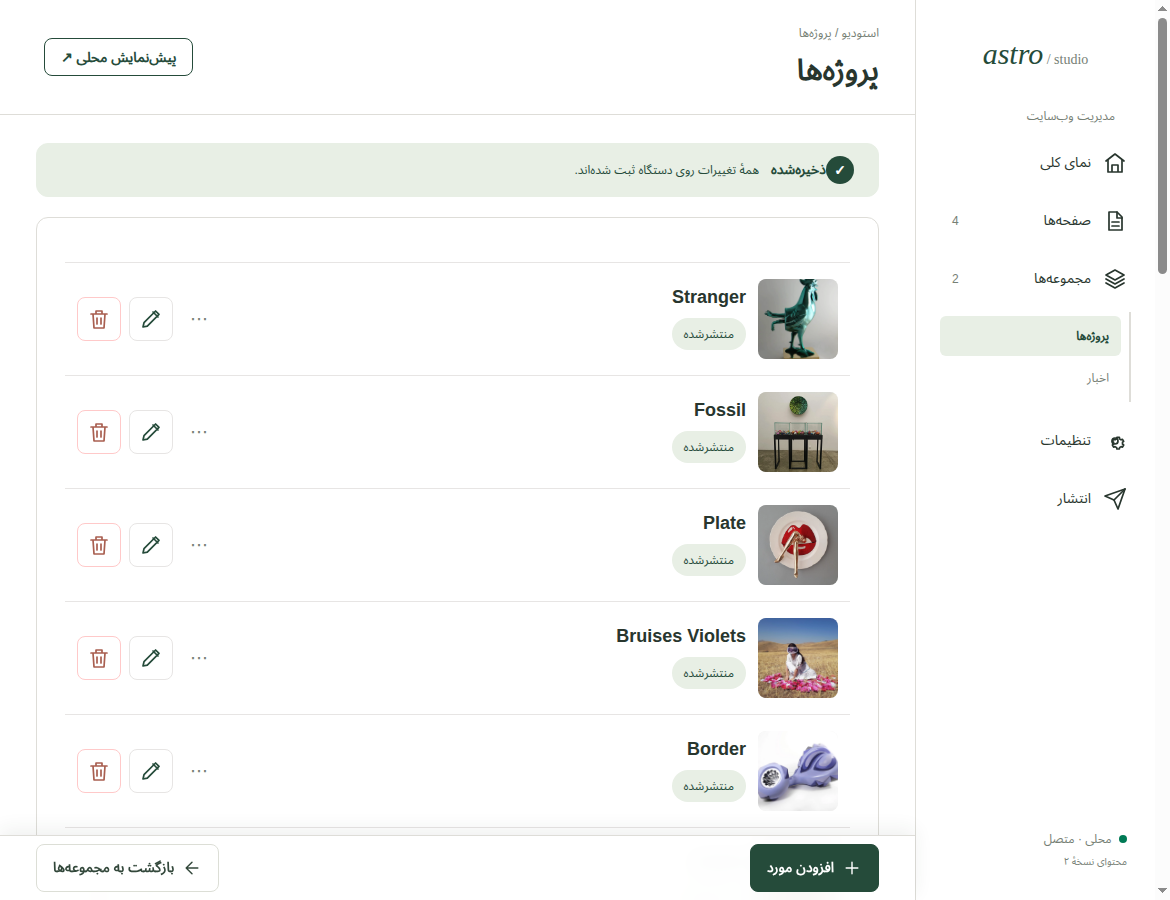 astro / studio
مدیریت وب‌سایت
نمای کلی
صفحه‌ها 4
مجموعه‌ها 2
پروژه‌ها
اخبار
تنظیمات
انتشار
محلی · متصل
محتوای نسخهٔ ۲
استودیو / پروژه‌ها
پروژه‌ها
پیش‌نمایش محلی ↗
✓ ذخیره‌شده همهٔ تغییرات روی دستگاه ثبت شده‌اند.
Stranger
منتشرشده
Fossil
منتشرشده
Plate
منتشرشده
Bruises Violets
منتشرشده
Border
منتشرشده
افزودن مورد
بازگشت به مجموعه‌ها